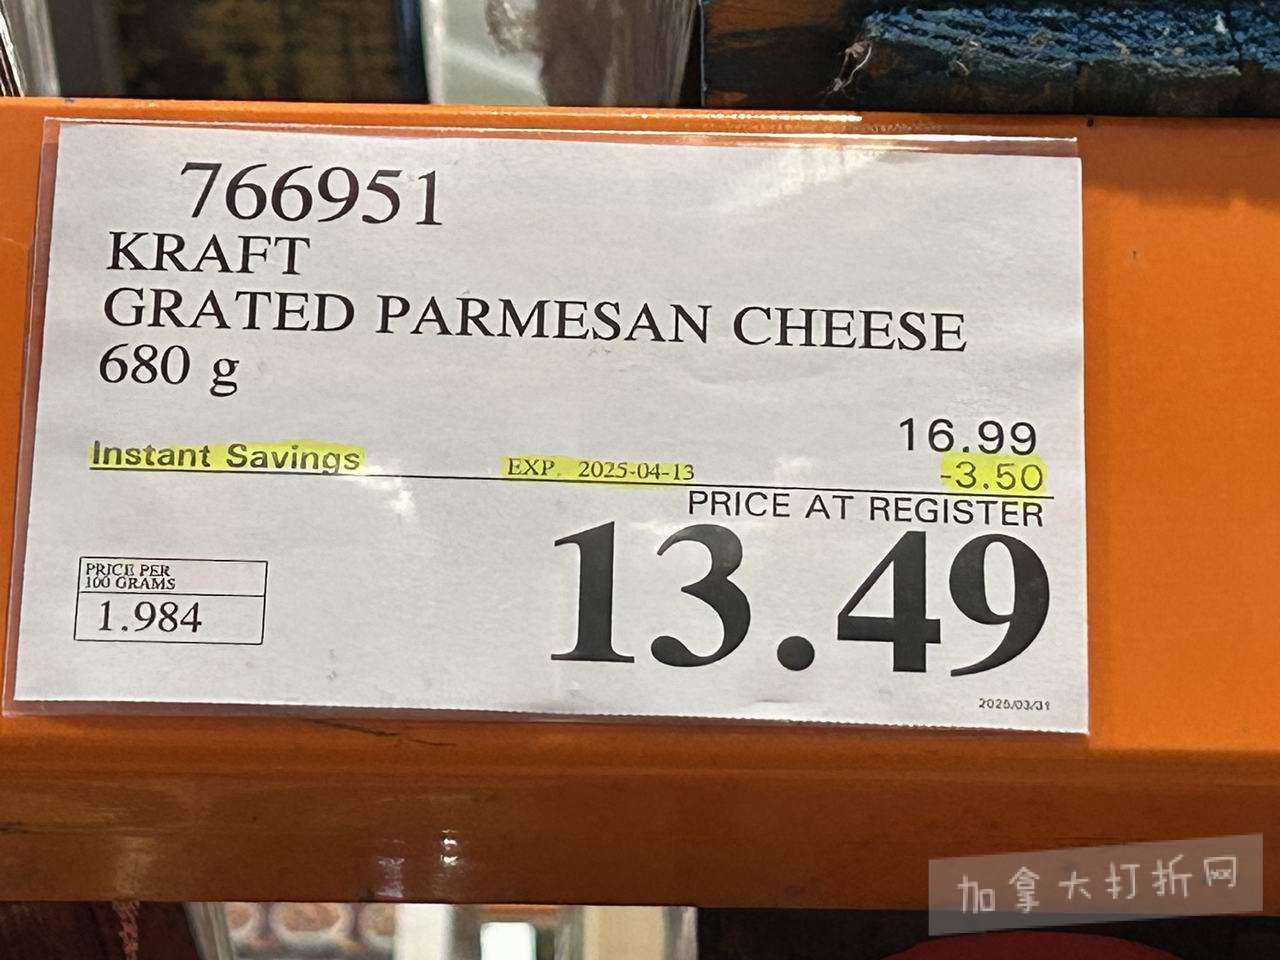 766951
KRAFT
GRATED PARMESAN CHEESE
680 g
16.99
Instant Savings EXP. 2025-04-13 -3.50
PRICE AT REGISTER
13.49
PRICE PER
100 GRAMS
1.984
2025/03/31
加拿大打折网